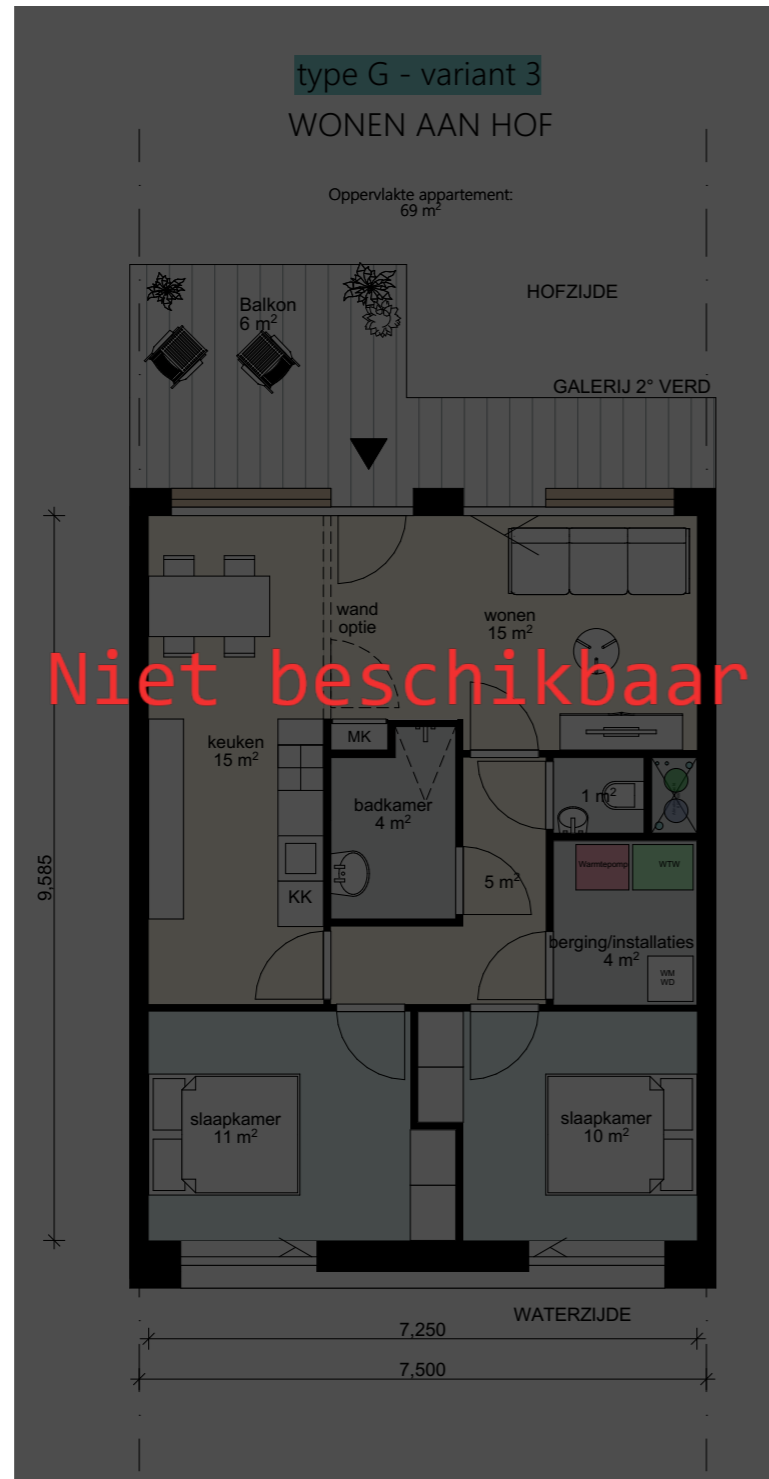 type G - variant 3
WONEN AAN HOF
Oppervlakte appartement:
69 m²
HOFZIJDE
Balkon
6 m²
GALERIJ 2° VERD
wand
optie
wonen
15 m²
Niet beschikbaar
MK
keuken
15 m²
badkamer
4 m²
1 m²
Warmtepomp
WTW
9,585
KK
5 m²
berging/installaties
4 m²
WM
WD
slaapkamer
11 m²
slaapkamer
10 m²
WATERZIJDE
7,250
7,500